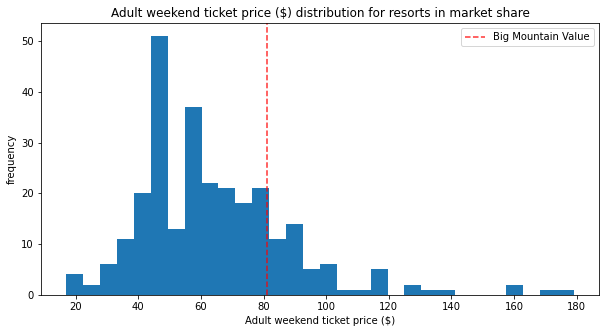 Adult weekend ticket price ($) distribution for resorts in market share
Big Mountain Value
50
40
30
20
10
0
frequency
20 40 60 80 100 120 140 160 180
Adult weekend ticket price ($)